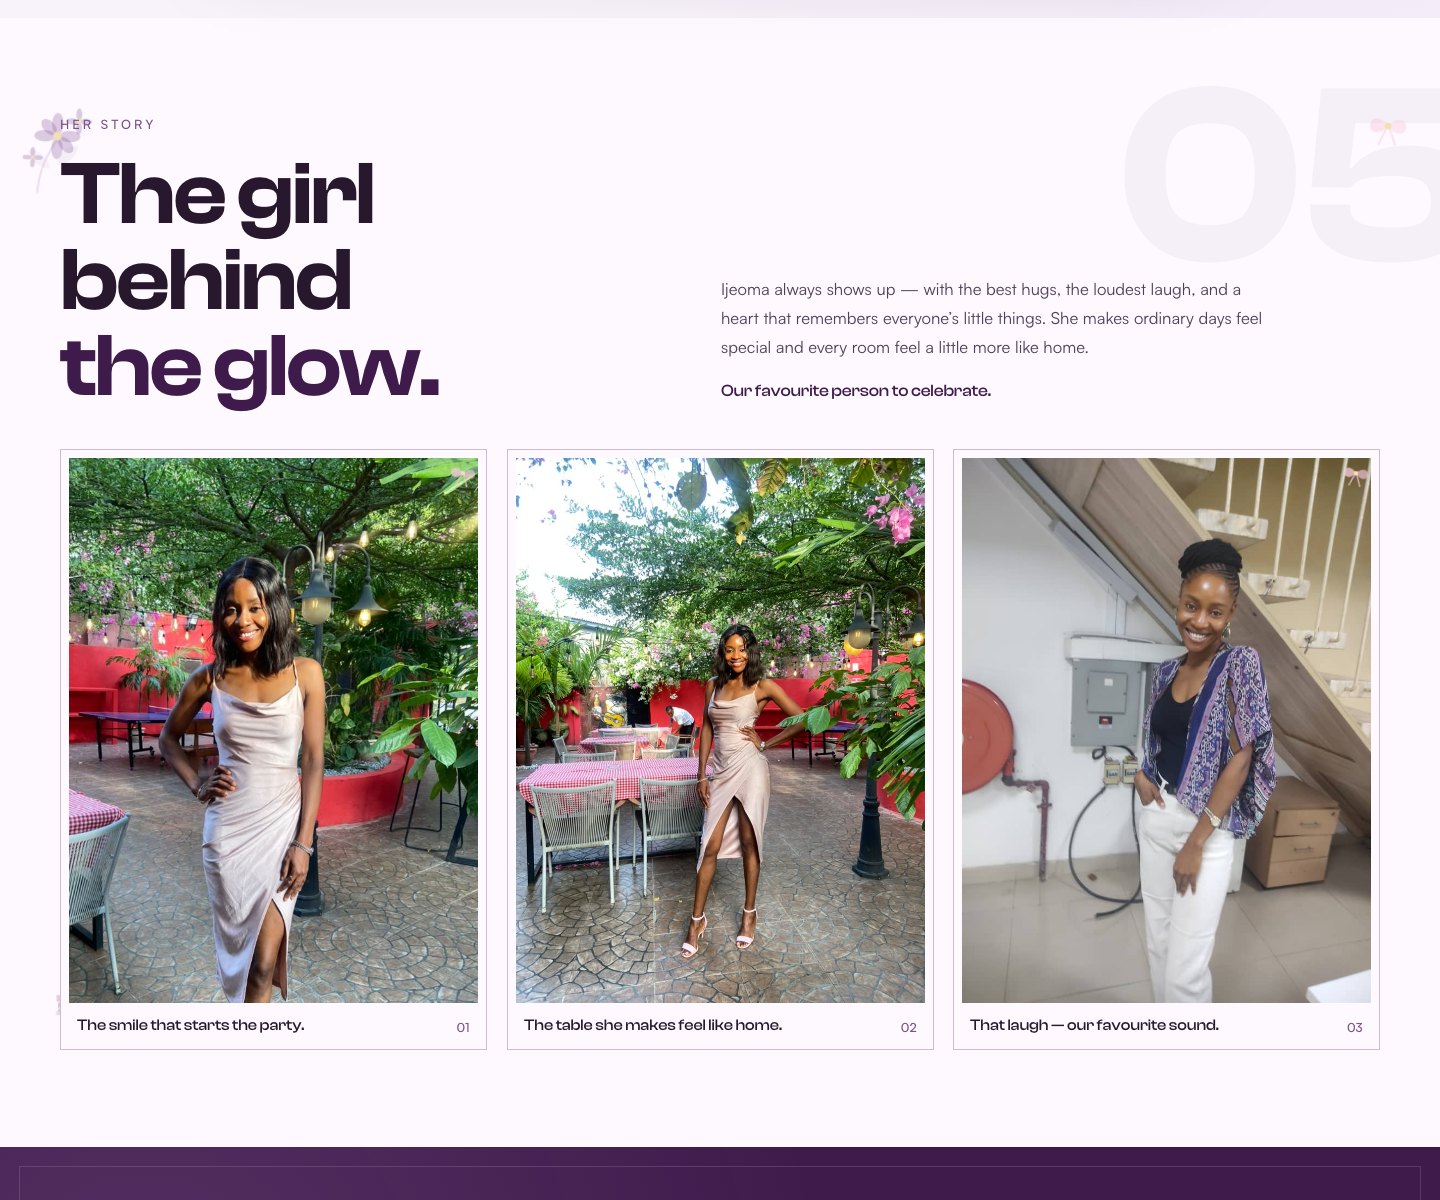 05
HER STORY
The girl
behind
the glow.
Ijeoma always shows up — with the best hugs, the loudest laugh, and a
heart that remembers everyone’s little things. She makes ordinary days feel
special and every room feel a little more like home.
Our favourite person to celebrate.
The smile that starts the party.
01
The table she makes feel like home.
02
That laugh — our favourite sound.
03